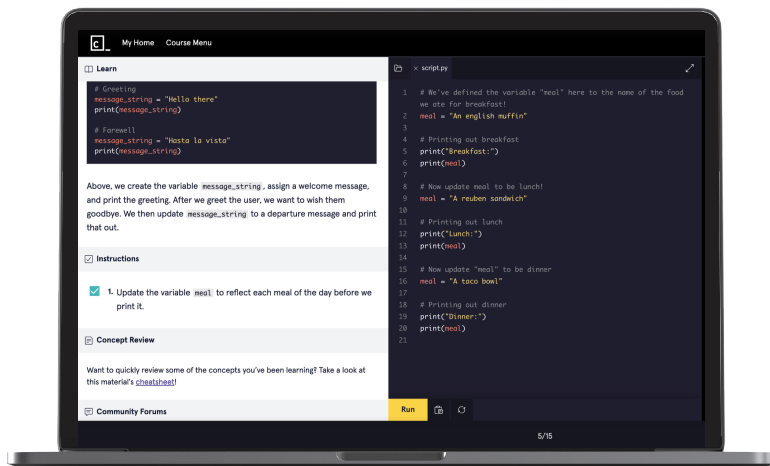 c_ My Home Course Menu
Learn
# Greeting
message_string = "Hello there"
print(message_string)
# Farewell
message_string = "Hasta la vista"
print(message_string)
Above, we create the variable message_string , assign a welcome message,
and print the greeting. After we greet the user, we want to wish them
goodbye. We then update message_string to a departure message and print
that out.
Instructions
1. Update the variable meal to reflect each meal of the day before we
print it.
Concept Review
Want to quickly review some of the concepts you've been learning? Take a look at
this material's cheatsheet!
Community Forums
× script.py
1 # We've defined the variable "meal" here to the name of the food
we ate for breakfast!
2 meal = "An english muffin"
3
4 # Printing out breakfast
5 print("Breakfast:")
6 print(meal)
7
8 # Now update meal to be lunch!
9 meal = "A reuben sandwich"
10
11 # Printing out lunch
12 print("Lunch:")
13 print(meal)
14
15 # Now update "meal" to be dinner
16 meal = "A taco bowl"
17
18 # Printing out dinner
19 print("Dinner:")
20 print(meal)
21
Run
5/15